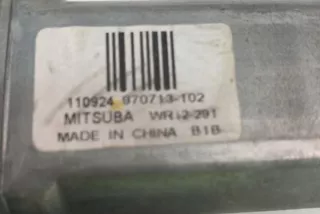 110924 970713-102
MITSUBA WR12-291
MADE IN CHINA B1B